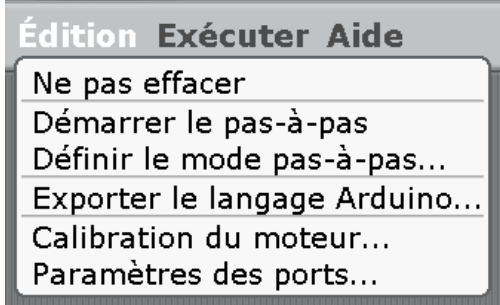 Édition Exécuter Aide
Ne pas effacer
Démarrer le pas-à-pas
Définir le mode pas-à-pas...
Exporter le langage Arduino...
Calibration du moteur...
Paramètres des ports...